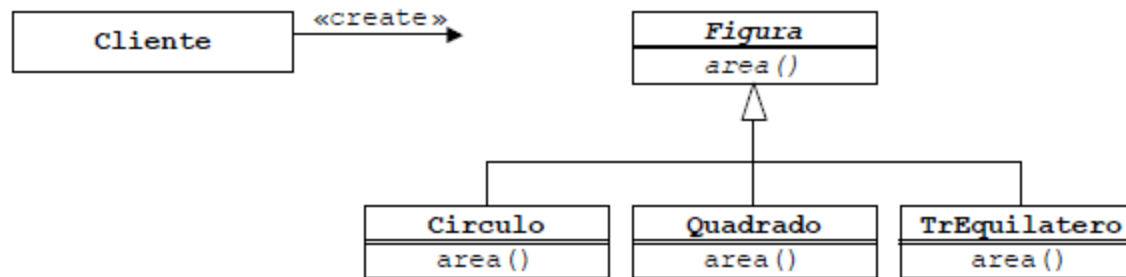 Cliente
«create»
Figura
area()
Circulo
area()
Quadrado
area()
TrEquilatero
area()